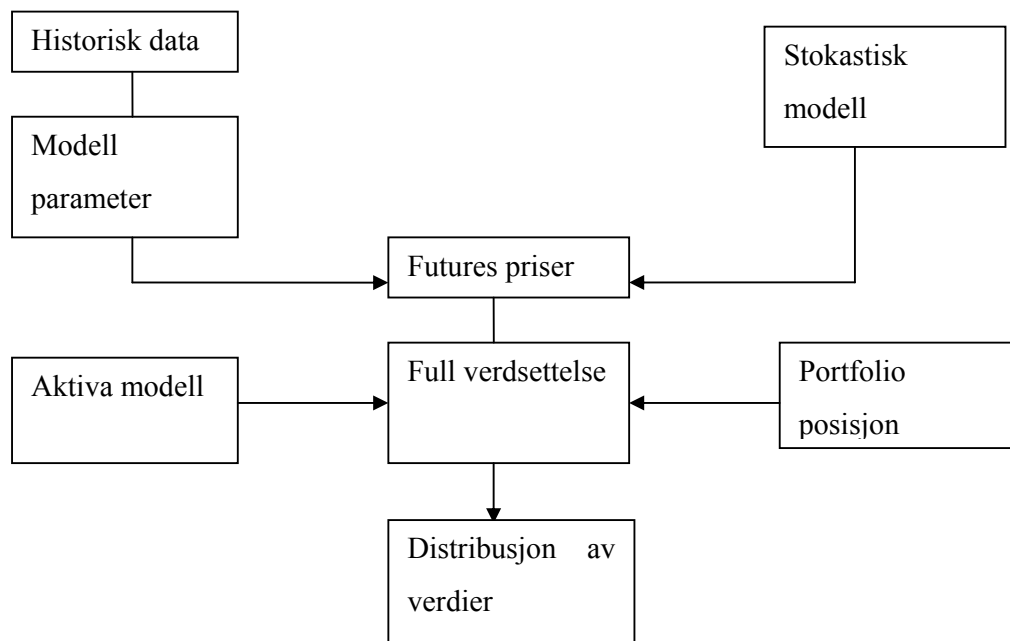 Historisk data
Stokastisk
modell
Modell
parameter
Futures priser
Aktiva modell
Full verdsettelse
Portfolio
posisjon
Distribusjon av
verdier